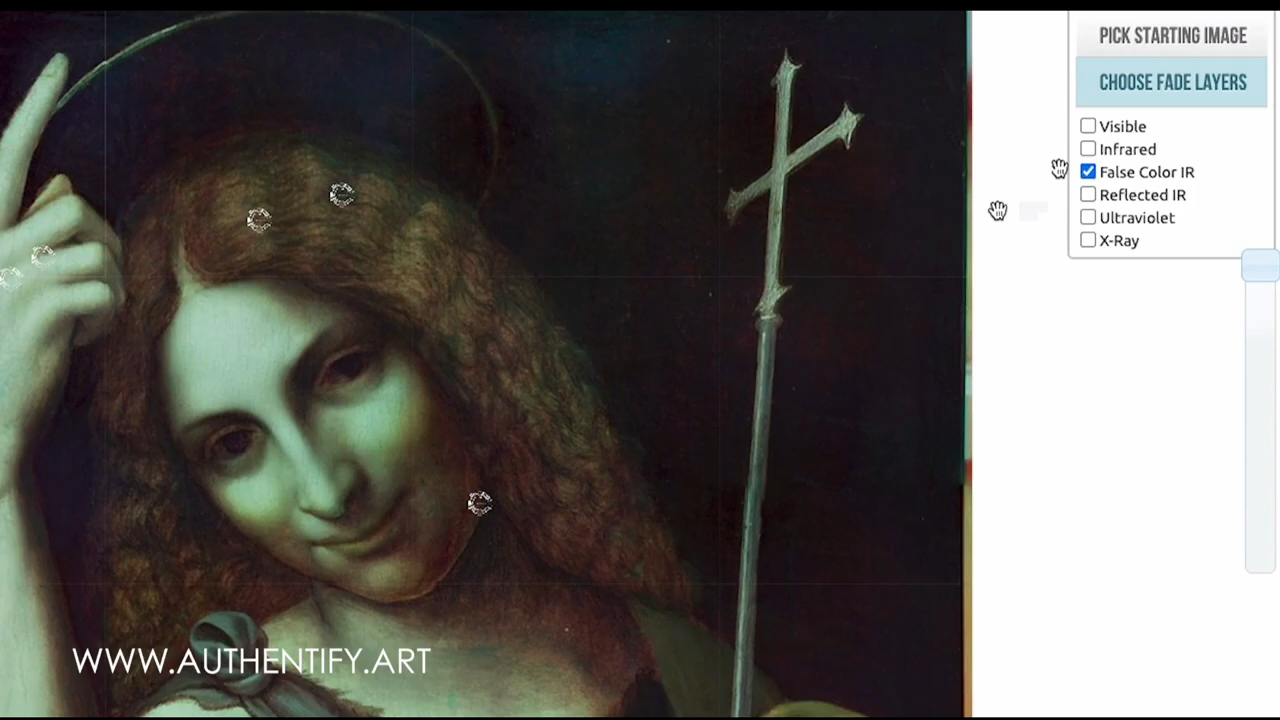 PICK STARTING IMAGE
CHOOSE FADE LAYERS
Visible
Infrared
False Color IR
Reflected IR
Ultraviolet
X-Ray
WWW.AUTHENTIFY.ART